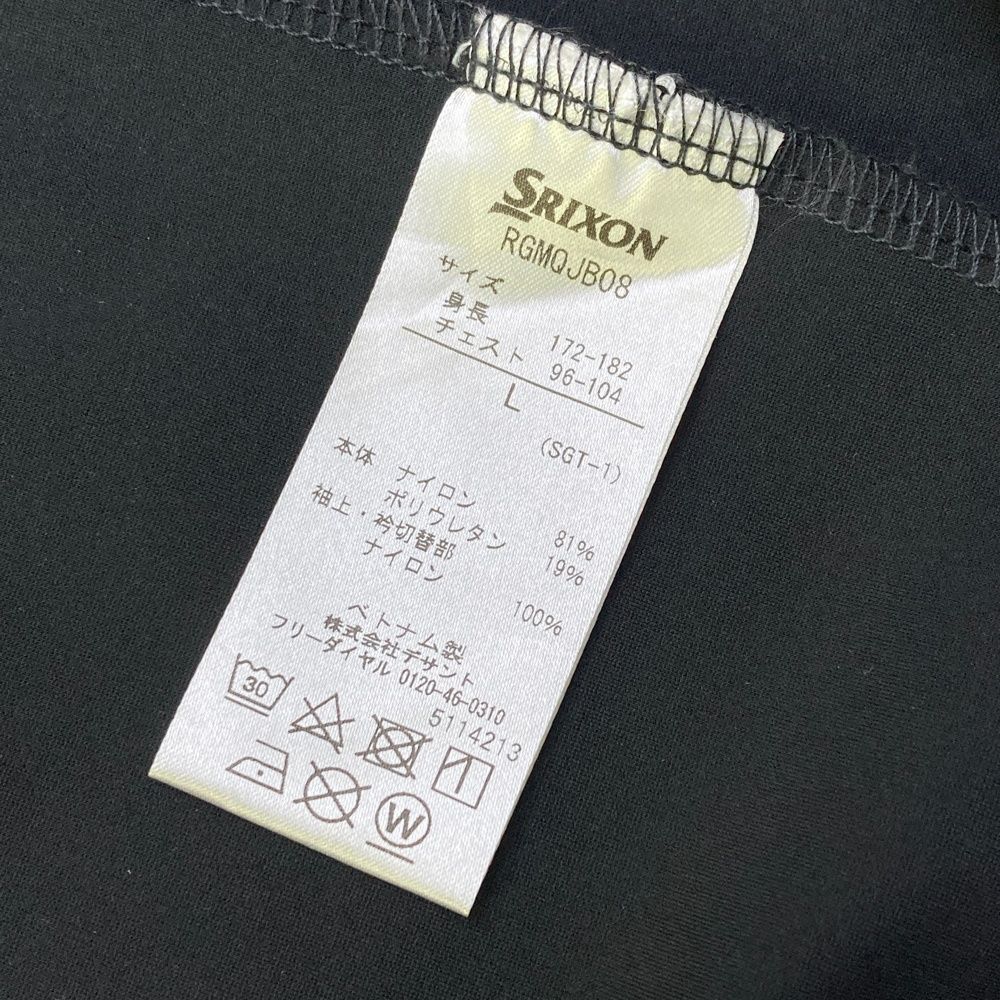 SRIXON
RGMQJB08
サイズ
身長 172-182
チェスト 96-104
L
(SGT-1)
本体 ナイロン 81%
ポリウレタン 19%
袖上・衿切替部
ナイロン 100%
ベトナム製
株式会社デサント
フリーダイヤル 0120-46-0310
5114213
30
W